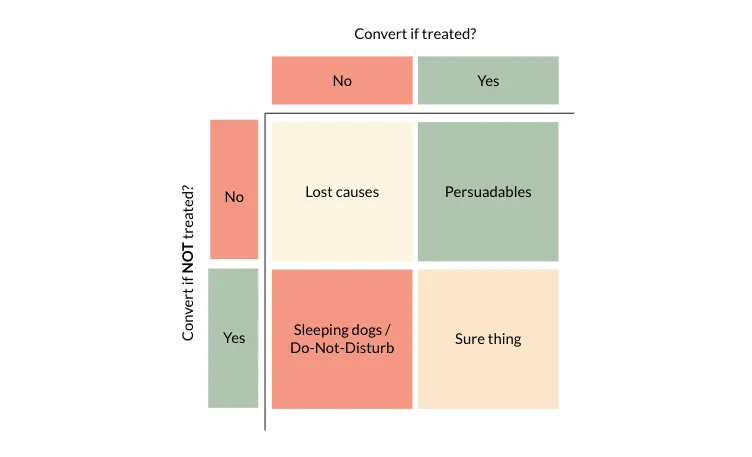 Convert if treated?
No
Yes
Convert if NOT treated?
No
Lost causes
Persuadables
Yes
Sleeping dogs /
Do-Not-Disturb
Sure thing